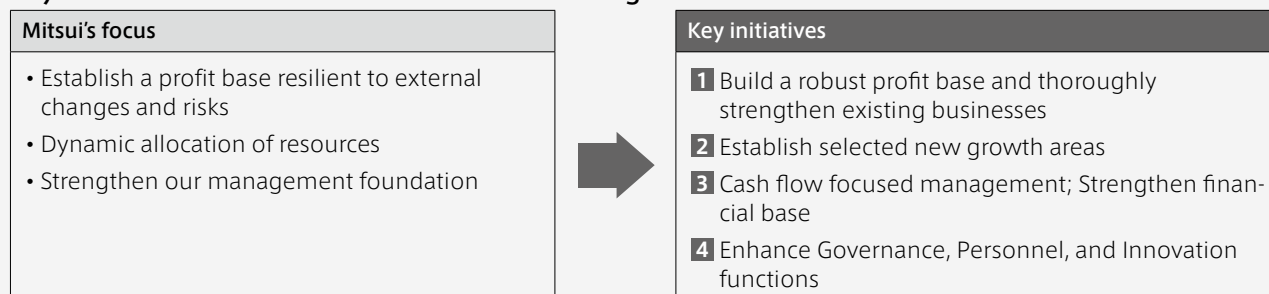 Mitsui's focus
• Establish a profit base resilient to external
changes and risks
• Dynamic allocation of resources
• Strengthen our management foundation
Key initiatives
1 Build a robust profit base and thoroughly
strengthen existing businesses
2 Establish selected new growth areas
3 Cash flow focused management; Strengthen finan-
cial base
4 Enhance Governance, Personnel, and Innovation
functions